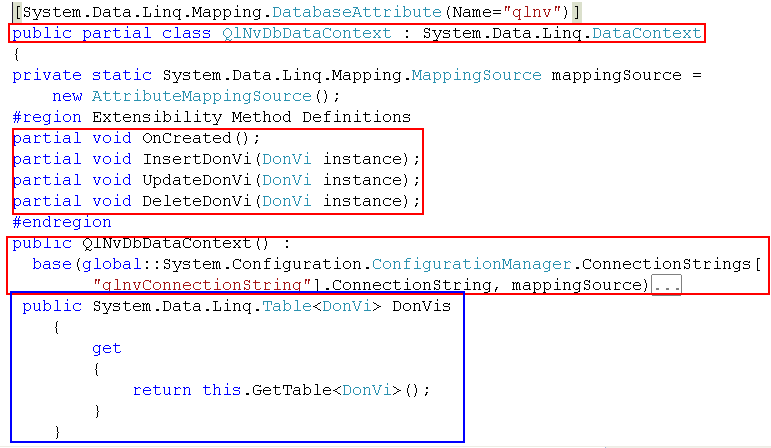 [System.Data.Linq.Mapping.DatabaseAttribute(Name="qlnv")]
public partial class QlNvDbDataContext : System.Data.Linq.DataContext
{
private static System.Data.Linq.Mapping.MappingSource mappingSource =
new AttributeMappingSource();
#region Extensibility Method Definitions
partial void OnCreated();
partial void InsertDonVi(DonVi instance);
partial void UpdateDonVi(DonVi instance);
partial void DeleteDonVi(DonVi instance);
#endregion
public QlNvDbDataContext() :
base(global::System.Configuration.ConfigurationManager.ConnectionStrings[
"qlnvConnectionString"].ConnectionString, mappingSource)...
public System.Data.Linq.Table<DonVi> DonVis
{
get
{
return this.GetTable<DonVi>();
}
}